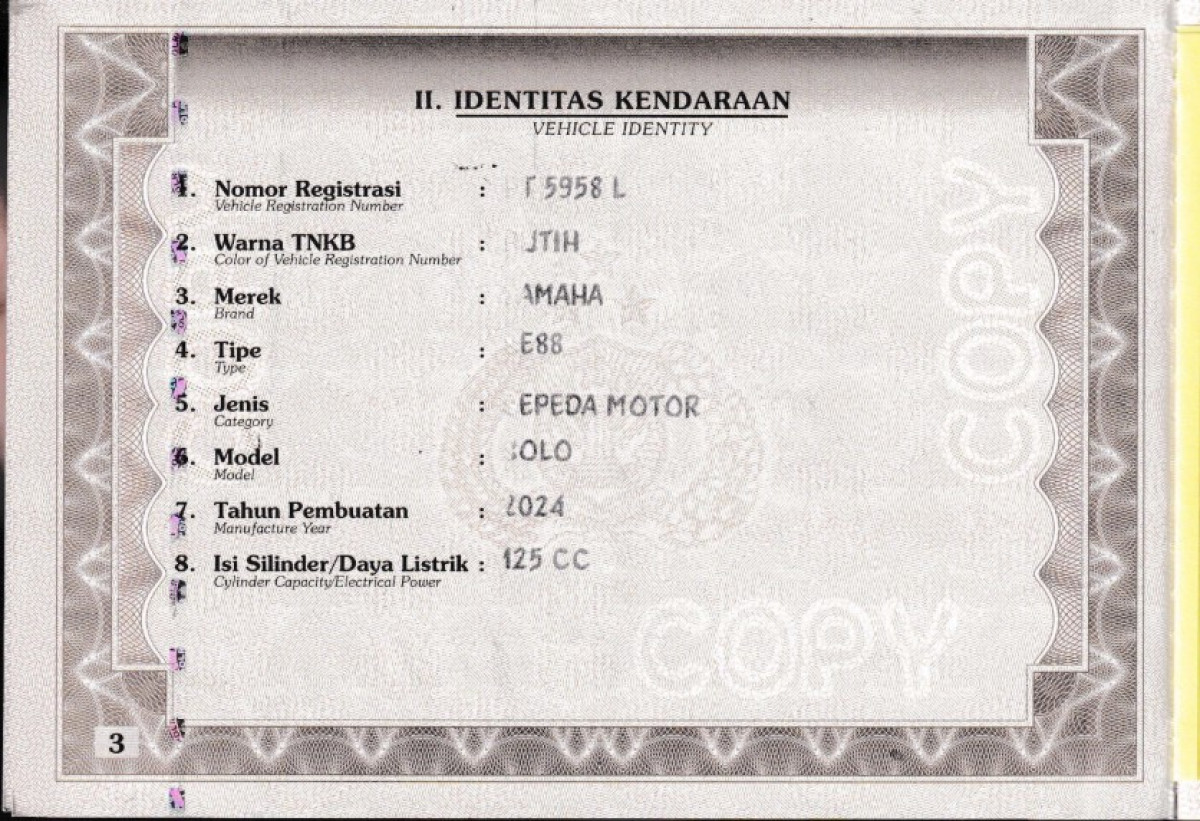 II. IDENTITAS KENDARAAN
VEHICLE IDENTITY
1. Nomor Registrasi : T 5958 L
Vehicle Registration Number
2. Warna TNKB : UTIH
Color of Vehicle Registration Number
3. Merek : AMAHA
Brand
4. Tipe : E88
Type
5. Jenis : EPEDA MOTOR
Category
6. Model : OLO
Model
7. Tahun Pembuatan : 2024
Manufacture Year
8. Isi Silinder/Daya Listrik : 125 CC
Cylinder Capacity/Electrical Power
COPY
COPY
3